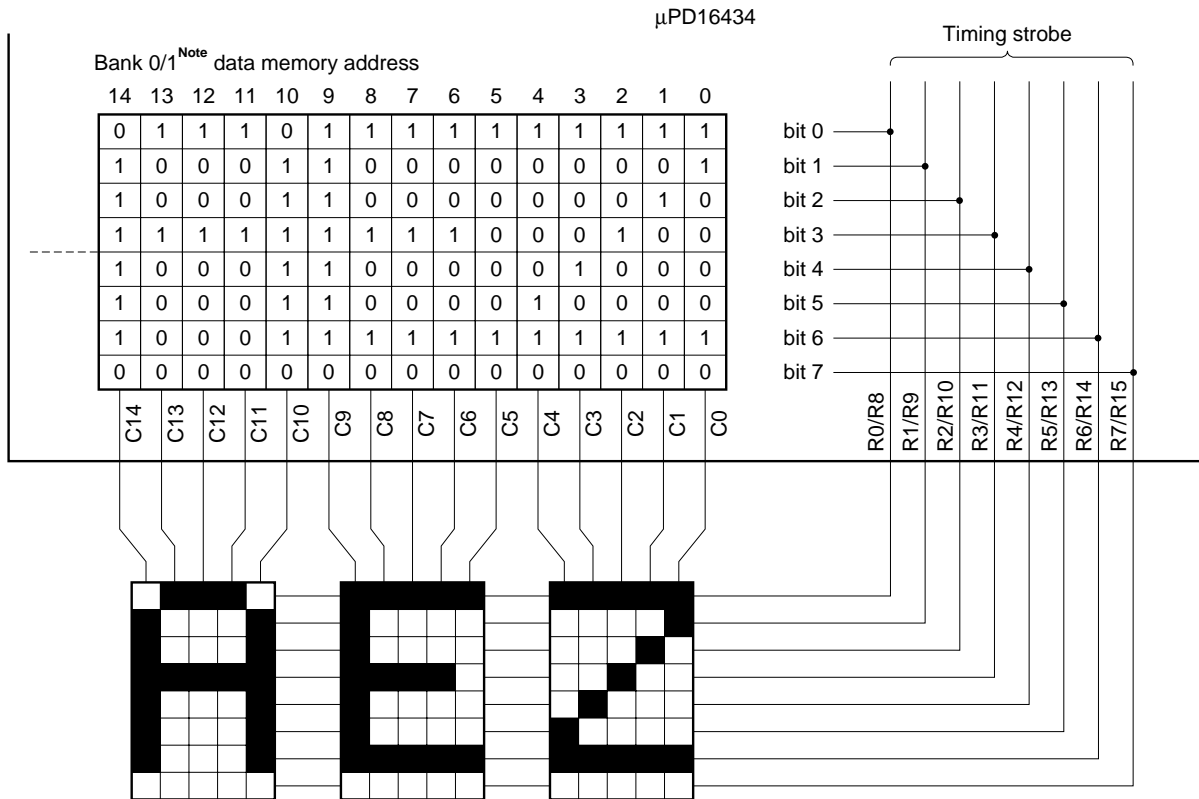 µPD16434
Timing strobe
Bank 0/1Note data memory address
14 13 12 11 10 9 8 7 6 5 4 3 2 1 0
0 1 1 1 0 1 1 1 1 1 1 1 1 1 1 bit 0
1 0 0 0 1 1 0 0 0 0 0 0 0 0 1 bit 1
1 0 0 0 1 1 0 0 0 0 0 0 0 1 0 bit 2
1 1 1 1 1 1 1 1 1 0 0 0 1 0 0 bit 3
1 0 0 0 1 1 0 0 0 0 0 1 0 0 0 bit 4
1 0 0 0 1 1 0 0 0 0 1 0 0 0 0 bit 5
1 0 0 0 1 1 1 1 1 1 1 1 1 1 1 bit 6
0 0 0 0 0 0 0 0 0 0 0 0 0 0 0 bit 7
C14 C13 C12 C11 C10 C9 C8 C7 C6 C5 C4 C3 C2 C1 C0 R0/R8 R1/R9 R2/R10 R3/R11 R4/R12 R5/R13 R6/R14 R7/R15